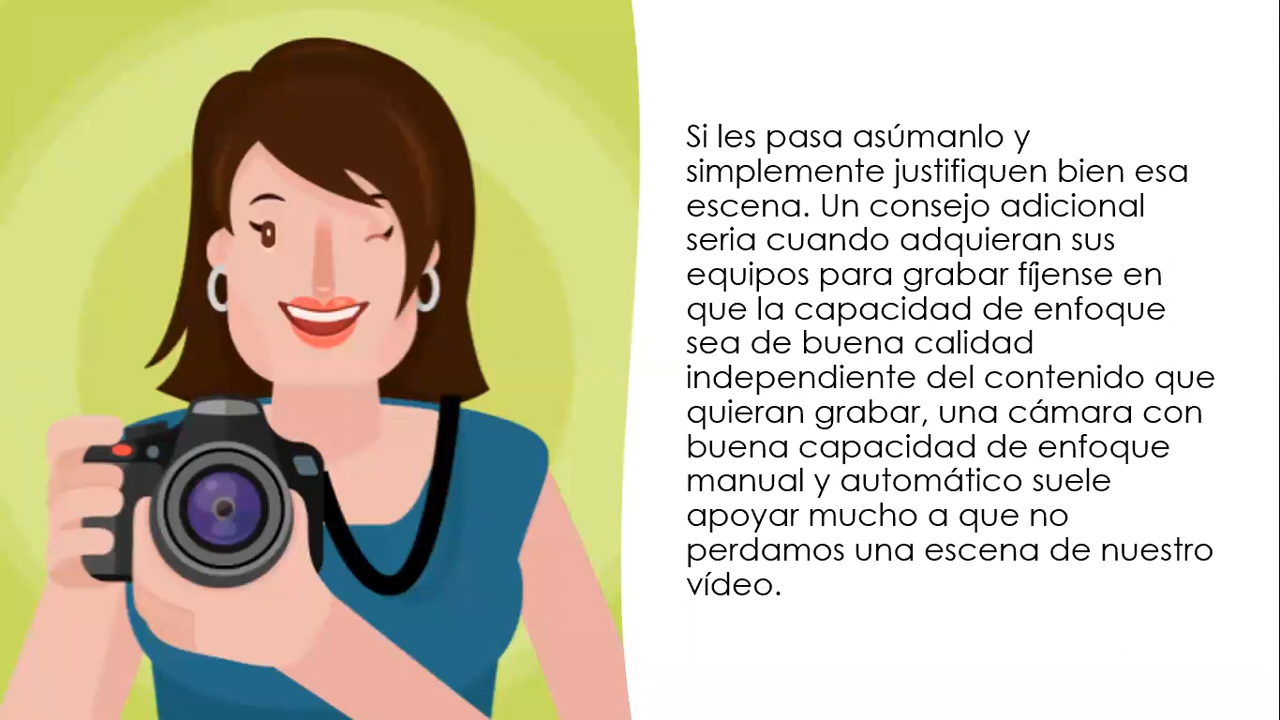 Si les pasa asúmanlo y
simplemente justifiquen bien esa
escena. Un consejo adicional
seria cuando adquieran sus
equipos para grabar fíjense en
que la capacidad de enfoque
sea de buena calidad
independiente del contenido que
quieran grabar, una cámara con
buena capacidad de enfoque
manual y automático suele
apoyar mucho a que no
perdamos una escena de nuestro
vídeo.